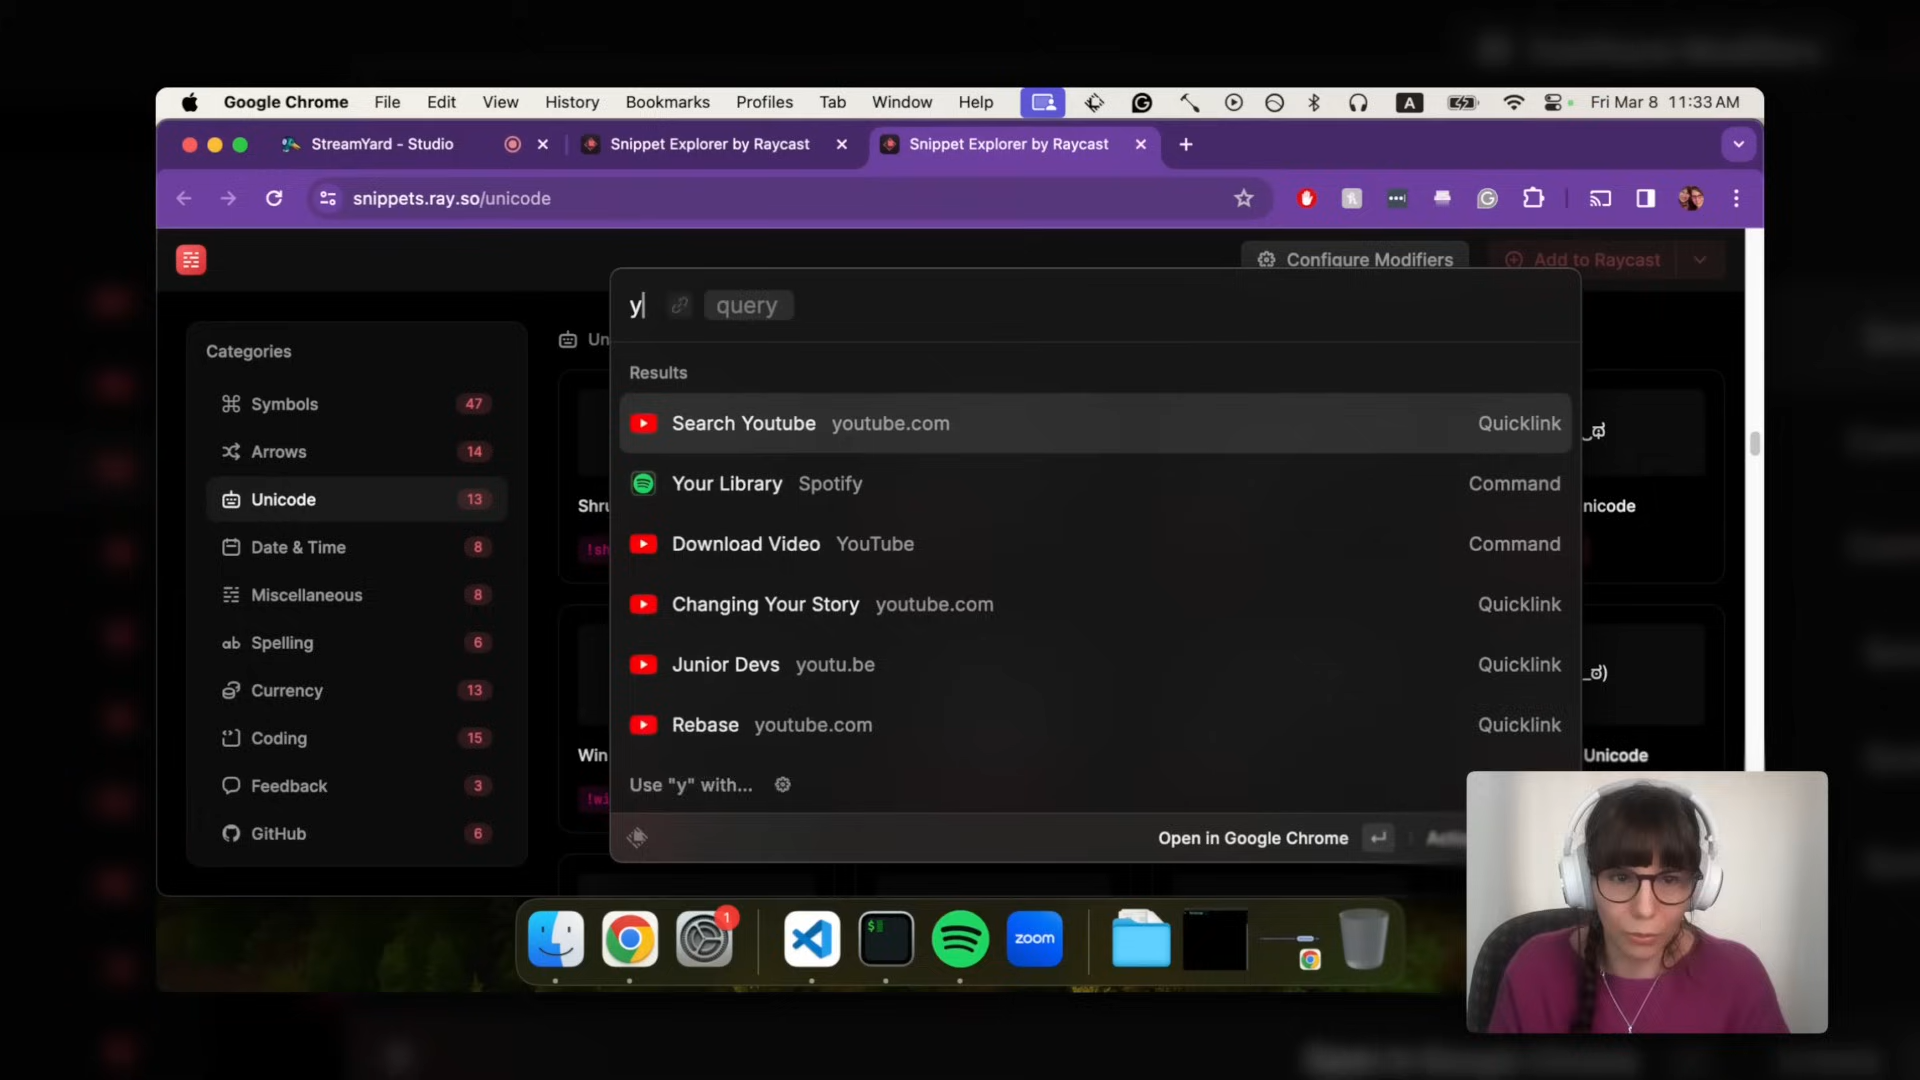 Google Chrome File Edit View History Bookmarks Profiles Tab Window Help A Fri Mar 8 11:33 AM
StreamYard - Studio Snippet Explorer by Raycast Snippet Explorer by Raycast
snippets.ray.so/unicode
Configure Modifiers Add to Raycast
y query
Categories
Results
Symbols 47
Search Youtube youtube.com Quicklink
Arrows 14
Your Library Spotify Command
Unicode 13
Date & Time 8
Download Video YouTube Command
Miscellaneous 8
Changing Your Story youtube.com Quicklink
Spelling 6
Junior Devs youtu.be Quicklink
Currency 13
Rebase youtube.com Quicklink
Coding 15
Win
Unicode
Feedback 3
Use "y" with...
GitHub 6
Open in Google Chrome
1
zoom